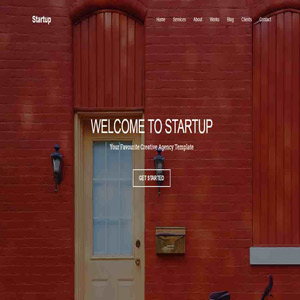 Startup
Home Services About Works Blog Clients Contact
WELCOME TO STARTUP
Your Favourite Creative Agency Template
GET STARTED